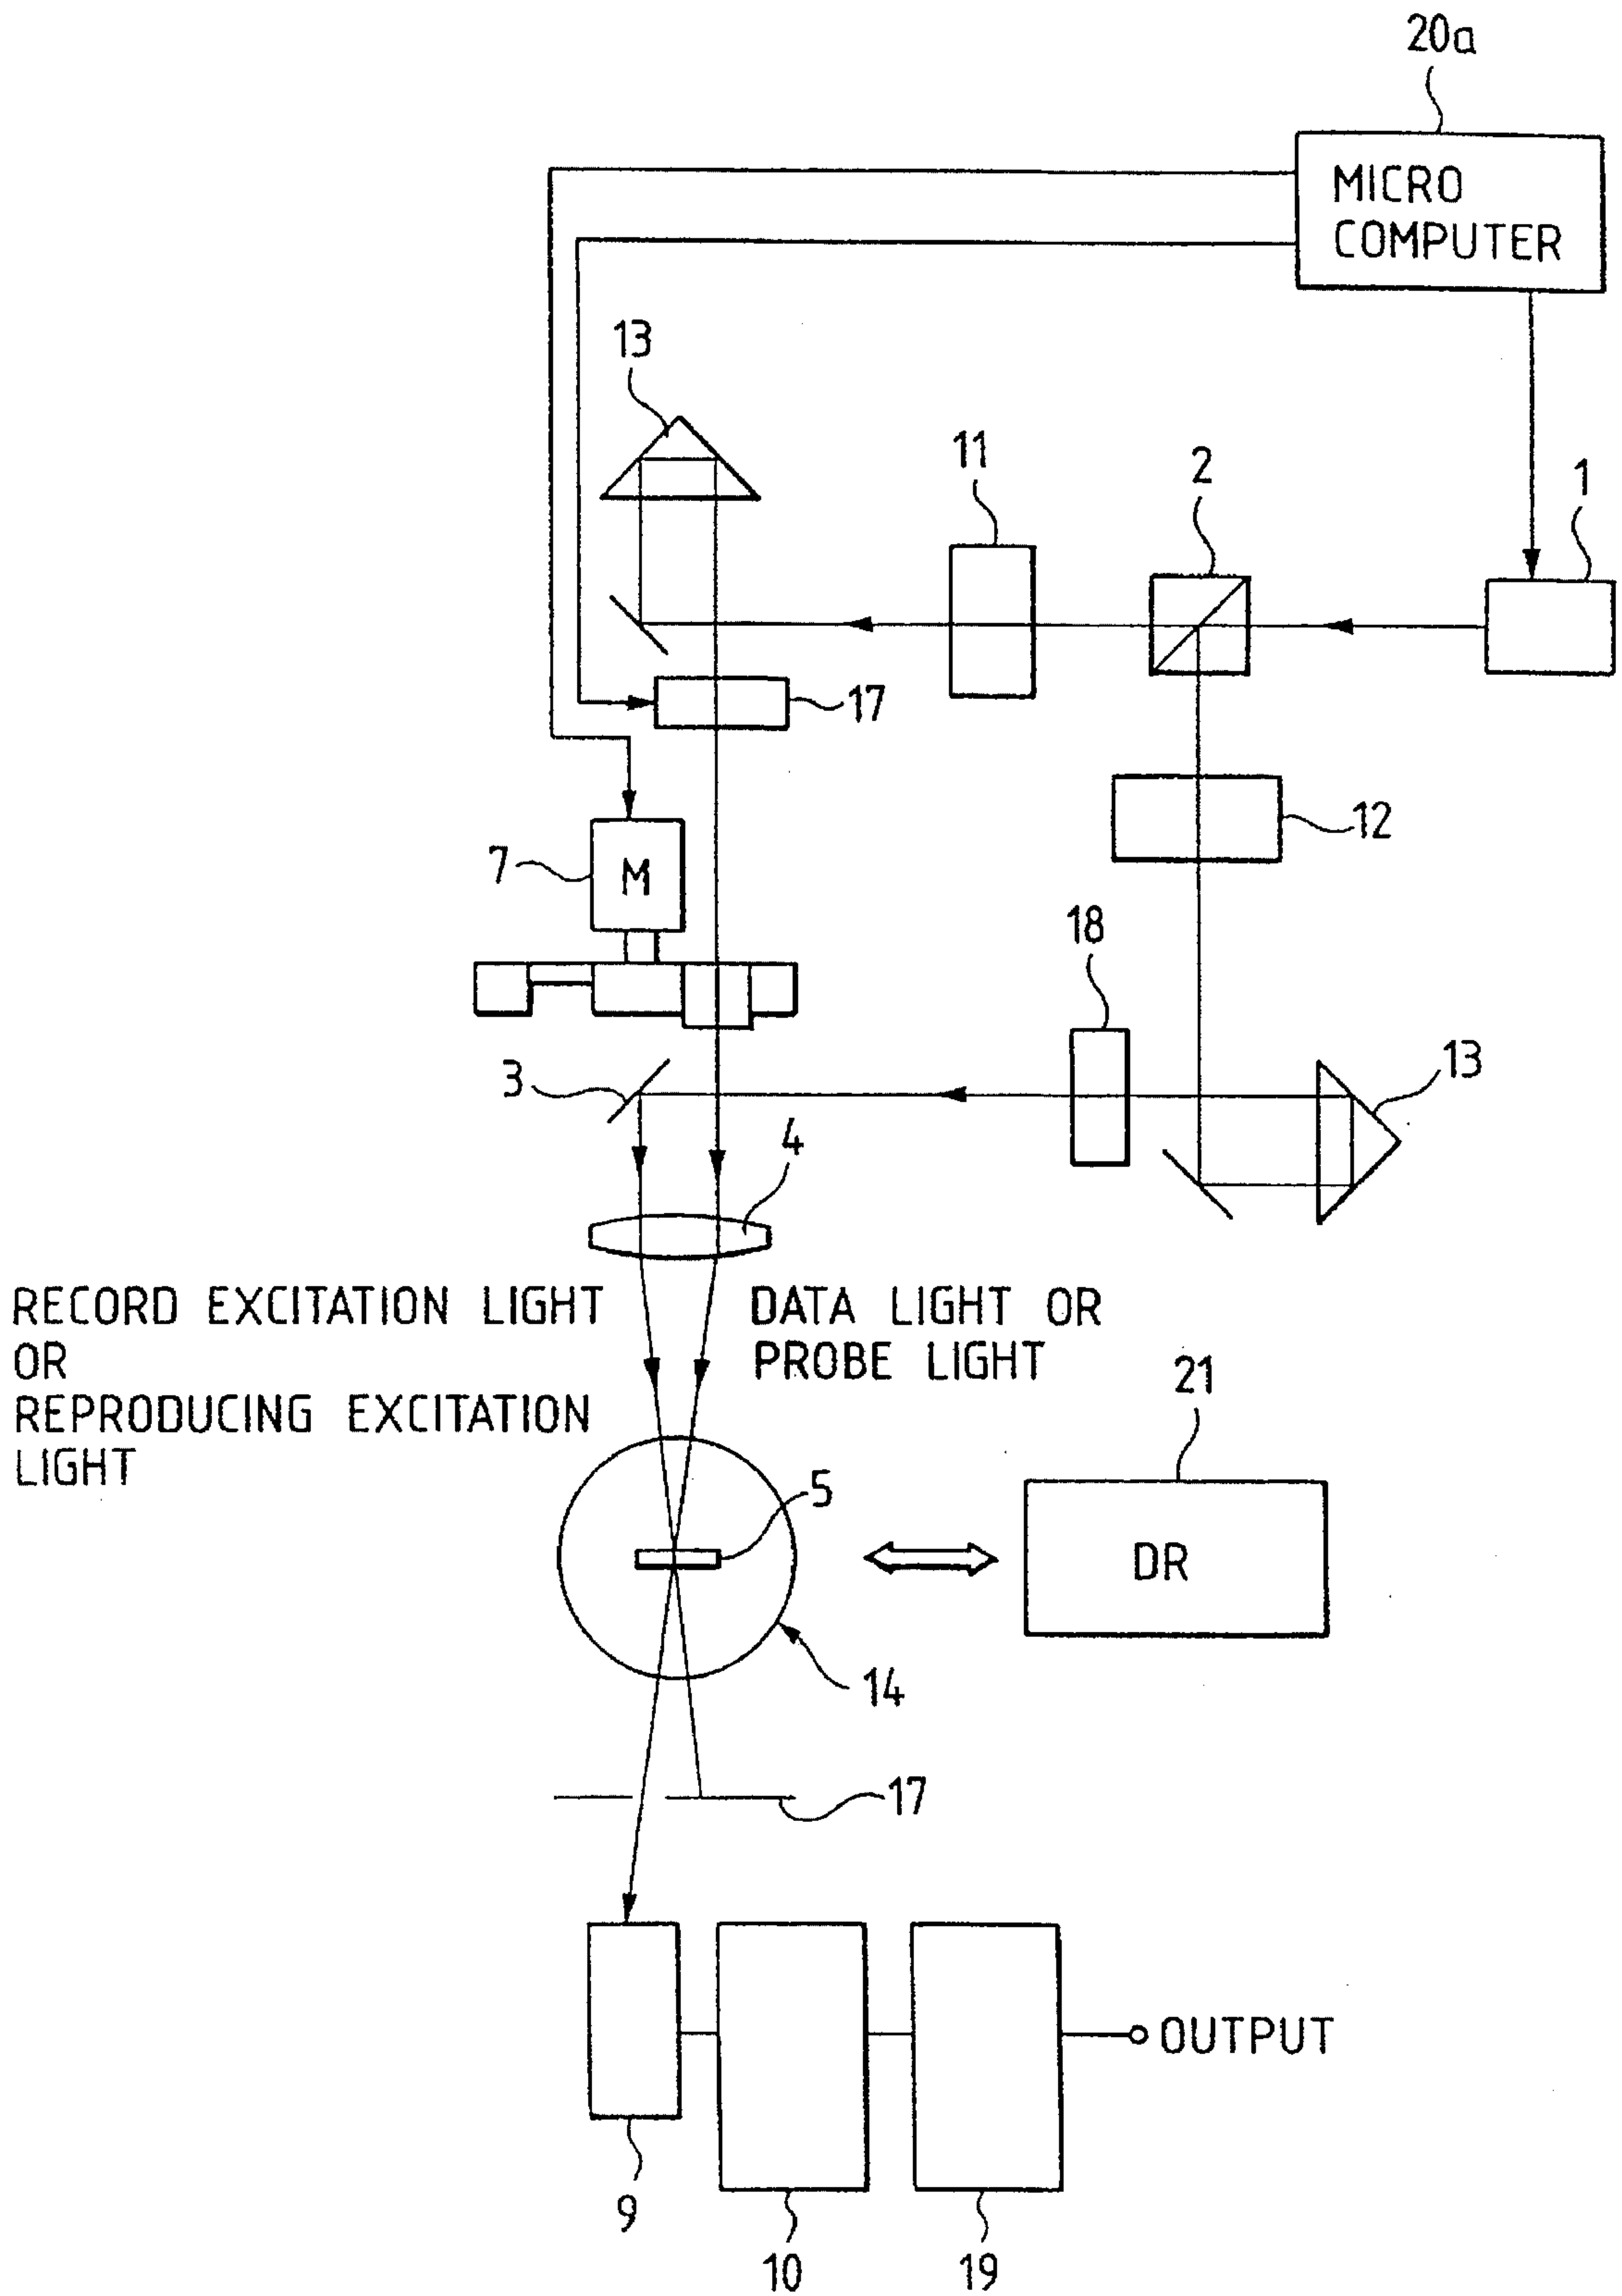 20a
MICRO
COMPUTER
13
11
2
1
17
12
7
M
18
3
13
4
RECORD EXCITATION LIGHT
OR
REPRODUCING EXCITATION
LIGHT
DATA LIGHT OR
PROBE LIGHT
21
5
DR
14
17
OUTPUT
9
10
19